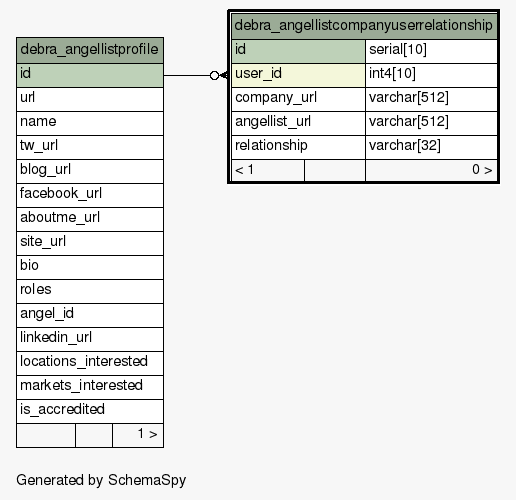 debra_angellistprofile
id
url
name
tw_url
blog_url
facebook_url
aboutme_url
site_url
bio
roles
angel_id
linkedin_url
locations_interested
markets_interested
is_accredited
1 >
debra_angellistcompanyuserrelationship
id serial[10]
user_id int4[10]
company_url varchar[512]
angellist_url varchar[512]
relationship varchar[32]
< 1 0 >
Generated by SchemaSpy